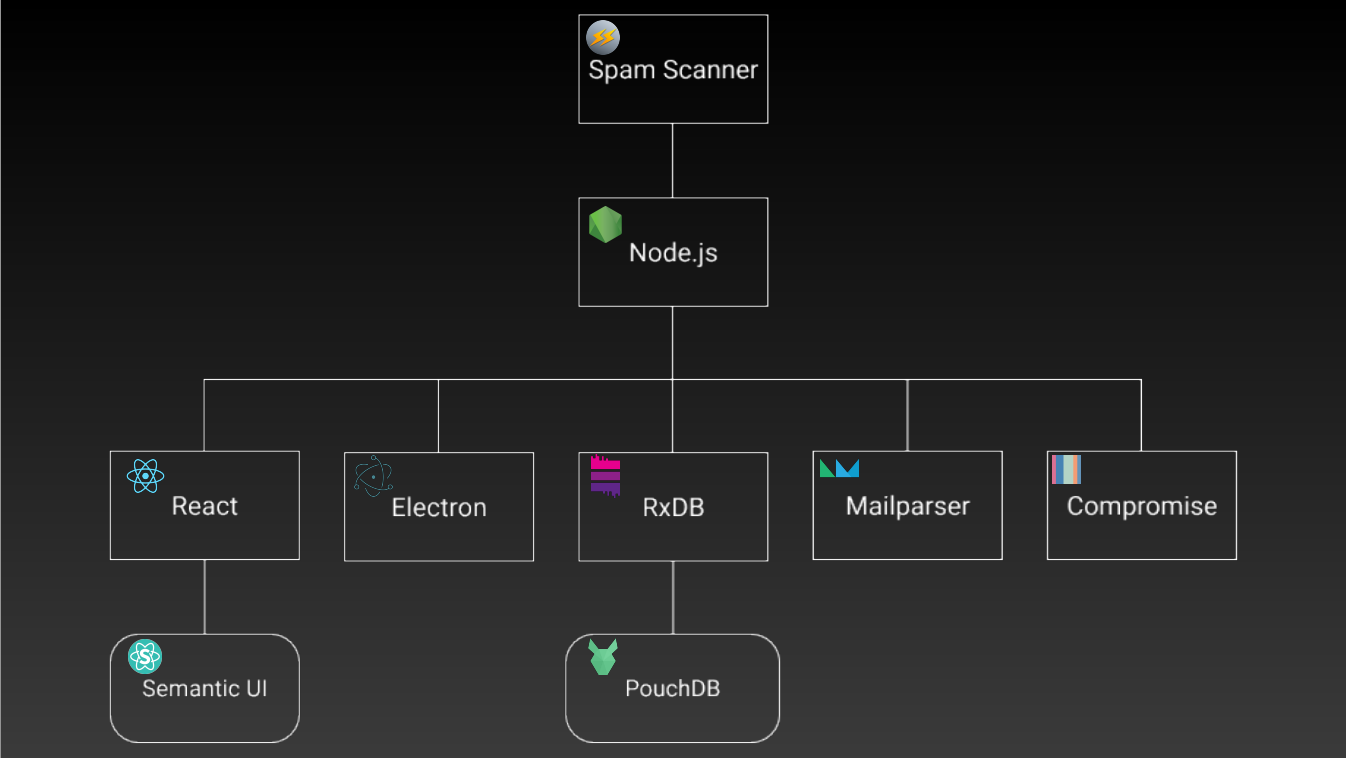 Spam Scanner
Node.js
React
Electron
RxDB
Mailparser
Compromise
S
Semantic UI
PouchDB